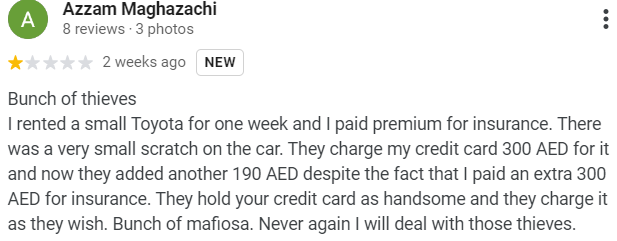 A
Azzam Maghazachi
8 reviews · 3 photos
2 weeks ago NEW
Bunch of thieves
I rented a small Toyota for one week and I paid premium for insurance. There
was a very small scratch on the car. They charge my credit card 300 AED for it
and now they added another 190 AED despite the fact that I paid an extra 300
AED for insurance. They hold your credit card as handsome and they charge it
as they wish. Bunch of mafiosa. Never again I will deal with those thieves.